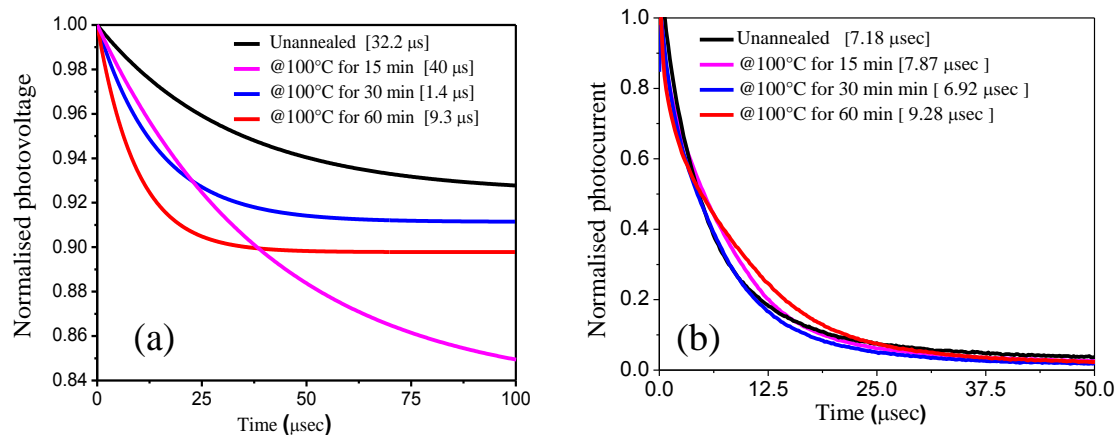 1.00
0.98
0.96
0.94
0.92
0.90
0.88
0.86
0.84
Normalised photovoltage
Unannealed [32.2 μs]
@100°C for 15 min [40 μs]
@100°C for 30 min [1.4 μs]
@100°C for 60 min [9.3 μs]
(a)
0 25 50 75 100
Time (μsec)
1.0
0.8
0.6
0.4
0.2
0.0
Normalised photocurrent
Unannealed [7.18 μsec]
@100°C for 15 min [7.87 μsec ]
@100°C for 30 min min [ 6.92 μsec ]
@100°C for 60 min [ 9.28 μsec ]
(b)
0.0 12.5 25.0 37.5 50.0
Time (μsec)